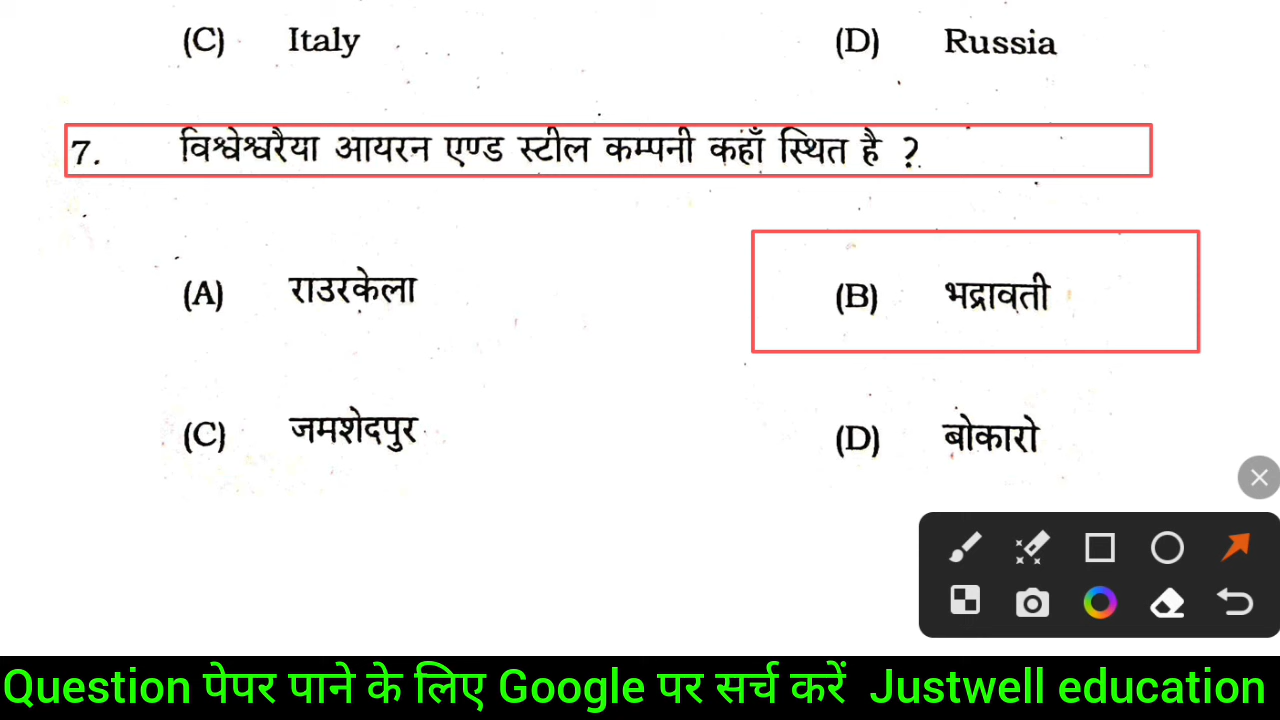 (C) Italy (D) Russia
7. विश्वेश्वरैया आयरन एण्ड स्टील कम्पनी कहाँ स्थित है ?
(A) राउरकेला (B) भद्रावती
(C) जमशेदपुर (D) बोकारो
Question पेपर पाने के लिए Google पर सर्च करें Justwell education